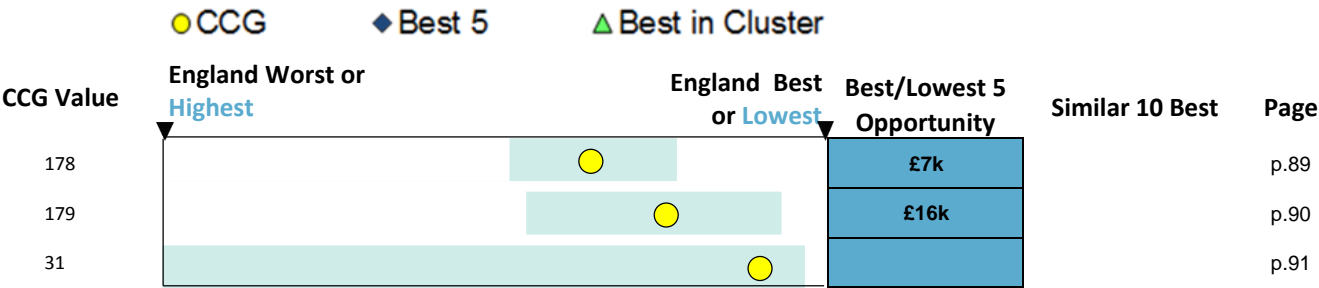 CCG Best 5 Best in Cluster
CCG Value England Worst or Highest England Best or Lowest Best/Lowest 5 Opportunity Similar 10 Best Page
178 £7k p.89
179 £16k p.90
31 p.91